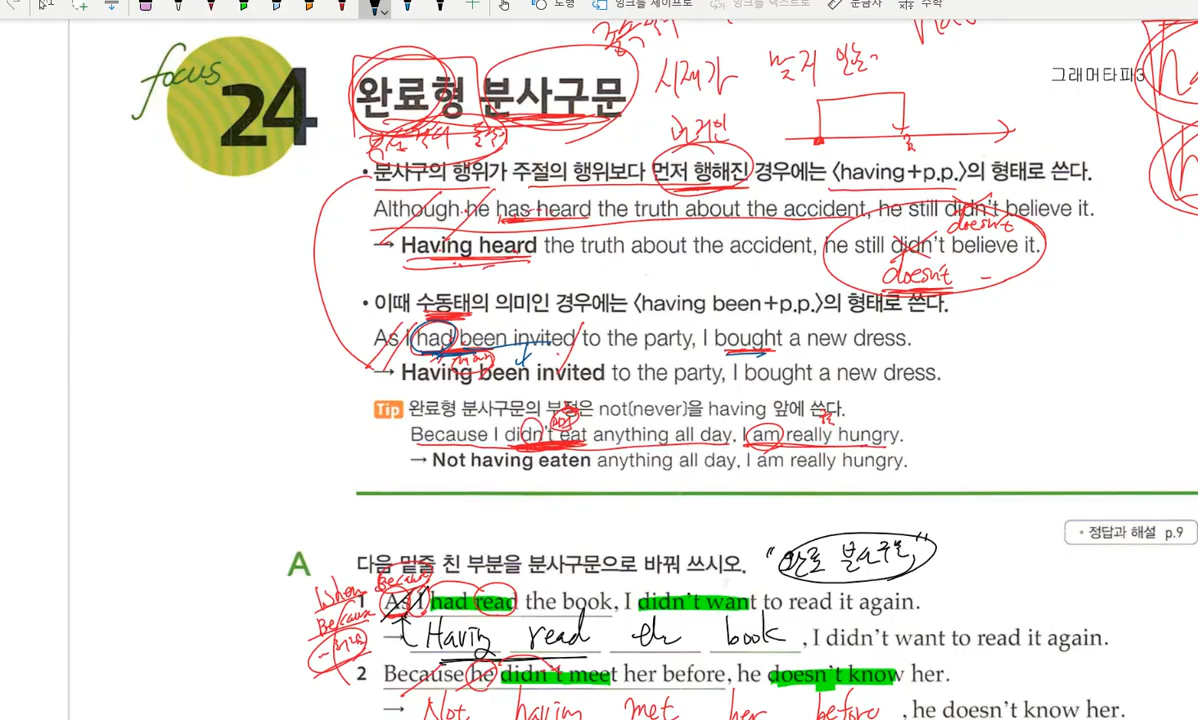 focus
24
완료형 분사구문
시제가
그래머타파3
• 분사구의 행위가 주절의 행위보다 먼저 행해진 경우에는 〈having+p.p.〉의 형태로 쓴다.
Although he has heard the truth about the accident, he still didn't believe it.
doesn't
→ Having heard the truth about the accident, he still didn't believe it.
doesn't
• 이때 수동태의 의미인 경우에는 〈having been+p.p.〉의 형태로 쓴다.
As I had been invited to the party, I bought a new dress.
→ Having been invited to the party, I bought a new dress.
Tip 완료형 분사구문의 부정은 not(never)을 having 앞에 쓴다.
Because I didn't eat anything all day, I am really hungry.
→ Not having eaten anything all day, I am really hungry.
• 정답과 해설 p.9
A 다음 밑줄 친 부분을 분사구문으로 바꿔 쓰시오. "완료 분사구문"
When Because
Because
1 As I had read the book, I didn't want to read it again.
→ Having read the book, I didn't want to read it again.
2 Because he didn't meet her before, he doesn't know her.
→ Not having met her before, he doesn't know her.